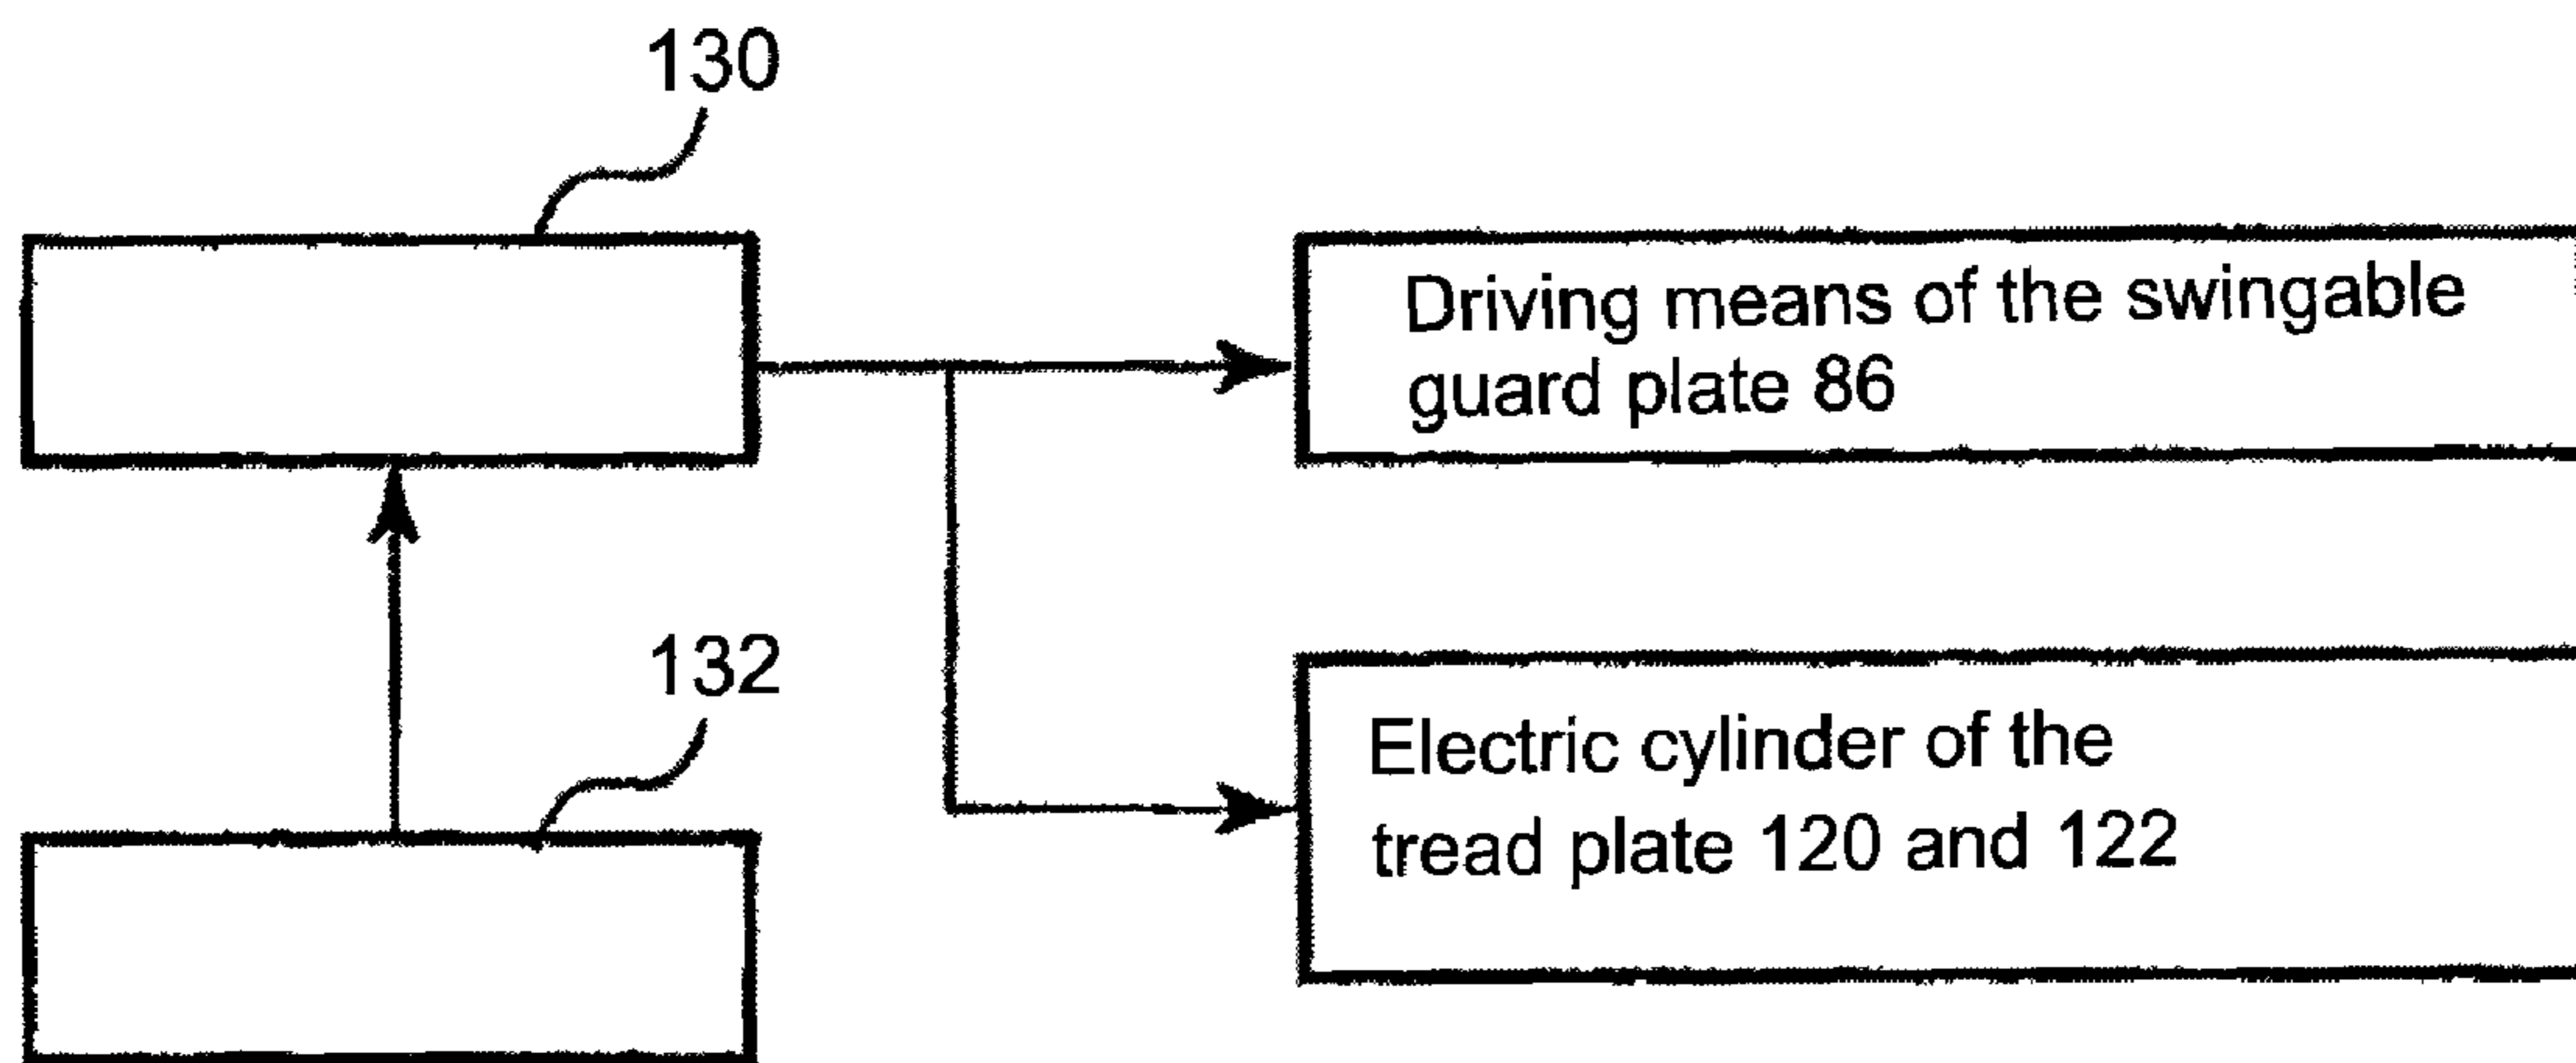 130
Driving means of the swingable
guard plate 86
132
Electric cylinder of the
tread plate 120 and 122